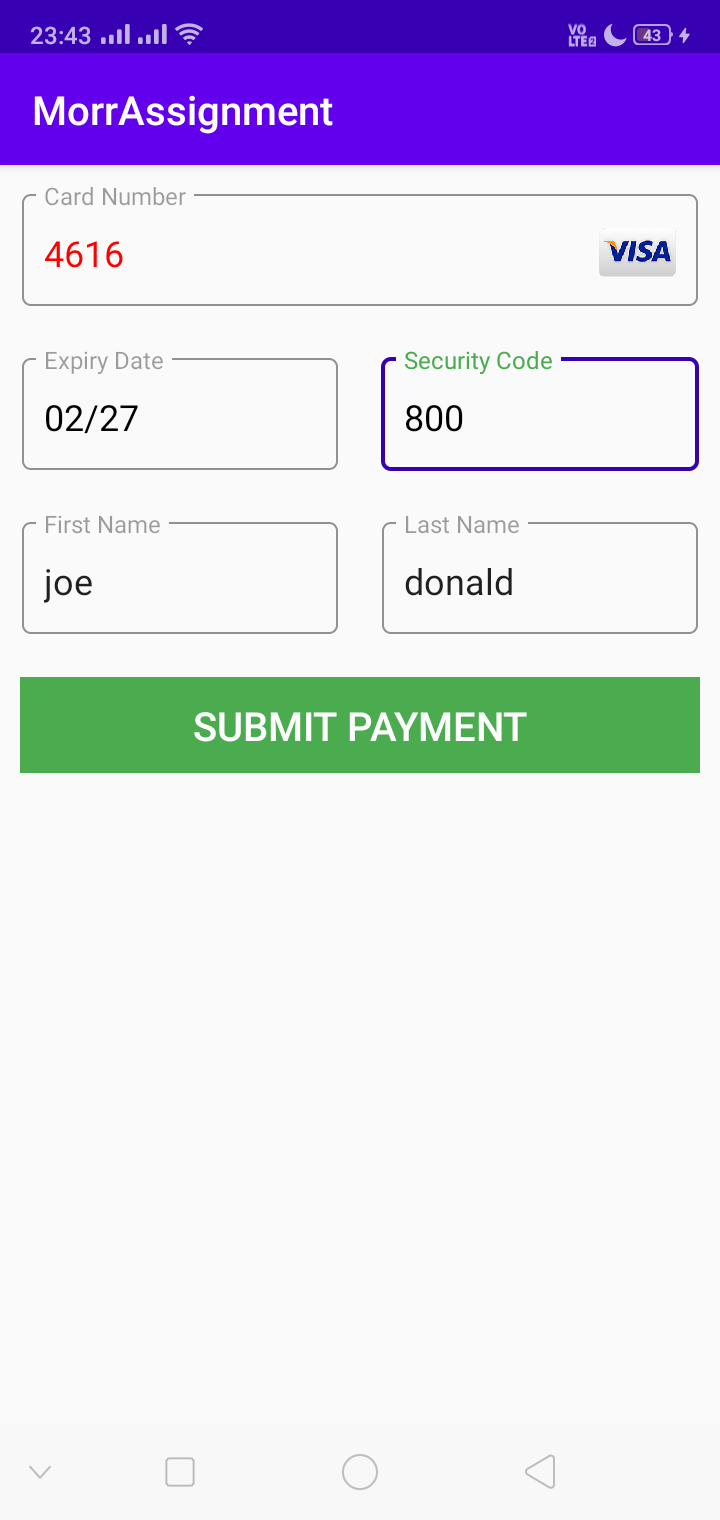 23:43 VO LTE2 43
MorrAssignment
Card Number
4616 VISA
Expiry Date Security Code
02/27 800
First Name Last Name
joe donald
SUBMIT PAYMENT